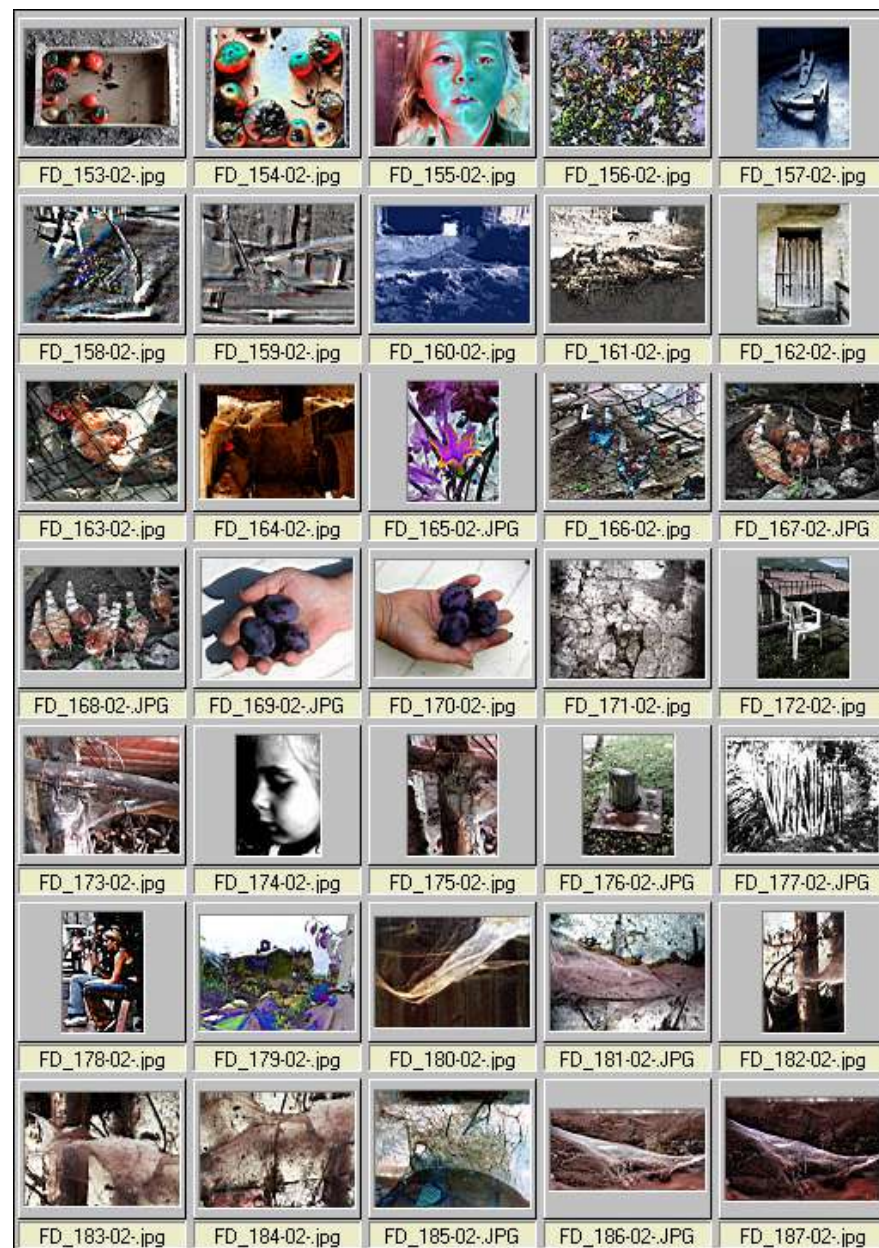 FD_153-02-.jpg FD_154-02-.jpg FD_155-02-.jpg FD_156-02-.jpg FD_157-02-.jpg
FD_158-02-.jpg FD_159-02-.jpg FD_160-02-.jpg FD_161-02-.jpg FD_162-02-.jpg
FD_163-02-.jpg FD_164-02-.jpg FD_165-02-.JPG FD_166-02-.jpg FD_167-02-.JPG
FD_168-02-.JPG FD_169-02-.JPG FD_170-02-.jpg FD_171-02-.jpg FD_172-02-.jpg
FD_173-02-.jpg FD_174-02-.jpg FD_175-02-.jpg FD_176-02-.JPG FD_177-02-.JPG
FD_178-02-.jpg FD_179-02-.jpg FD_180-02-.jpg FD_181-02-.JPG FD_182-02-.jpg
FD_183-02-.jpg FD_184-02-.jpg FD_185-02-.JPG FD_186-02-.JPG FD_187-02-.jpg